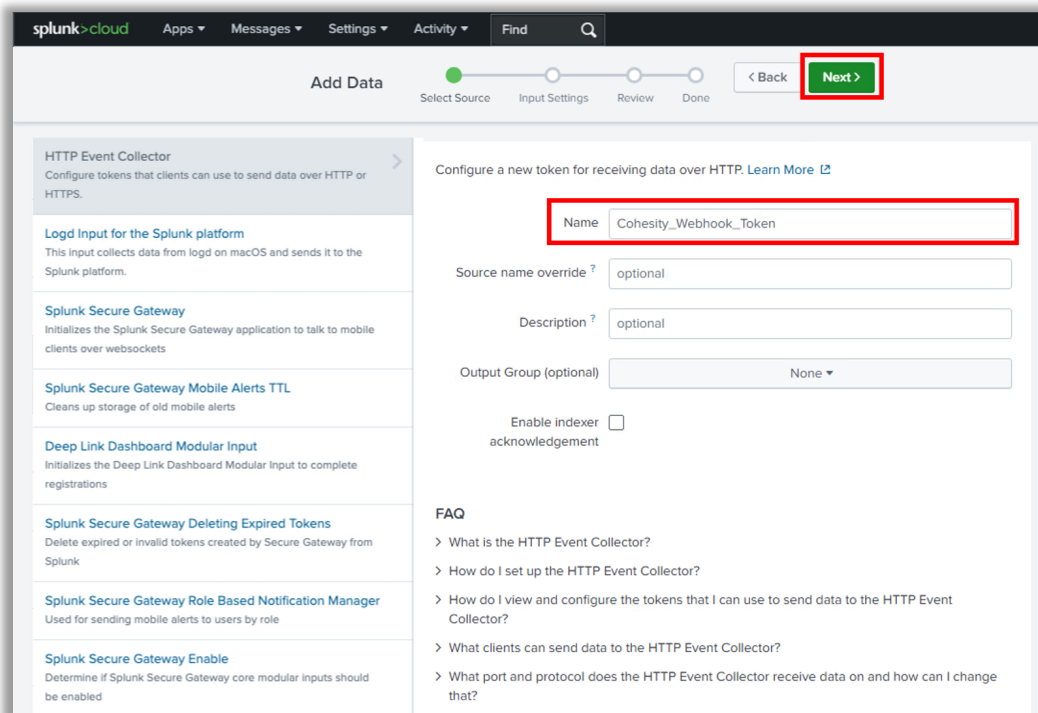 splunk>cloud Apps Messages Settings Activity Find
Add Data
Select Source Input Settings Review Done
< Back Next >
HTTP Event Collector
Configure tokens that clients can use to send data over HTTP or
HTTPS.
Logd Input for the Splunk platform
This input collects data from logd on macOS and sends it to the
Splunk platform.
Splunk Secure Gateway
Initializes the Splunk Secure Gateway application to talk to mobile
clients over websockets
Splunk Secure Gateway Mobile Alerts TTL
Cleans up storage of old mobile alerts
Deep Link Dashboard Modular Input
Initializes the Deep Link Dashboard Modular Input to complete
registrations
Splunk Secure Gateway Deleting Expired Tokens
Delete expired or invalid tokens created by Secure Gateway from
Splunk
Splunk Secure Gateway Role Based Notification Manager
Used for sending mobile alerts to users by role
Splunk Secure Gateway Enable
Determine if Splunk Secure Gateway core modular inputs should
be enabled
Configure a new token for receiving data over HTTP. Learn More
Name Cohesity_Webhook_Token
Source name override ? optional
Description ? optional
Output Group (optional) None
Enable indexer
acknowledgement
FAQ
> What is the HTTP Event Collector?
> How do I set up the HTTP Event Collector?
> How do I view and configure the tokens that I can use to send data to the HTTP Event
Collector?
> What clients can send data to the HTTP Event Collector?
> What port and protocol does the HTTP Event Collector receive data on and how can I change
that?